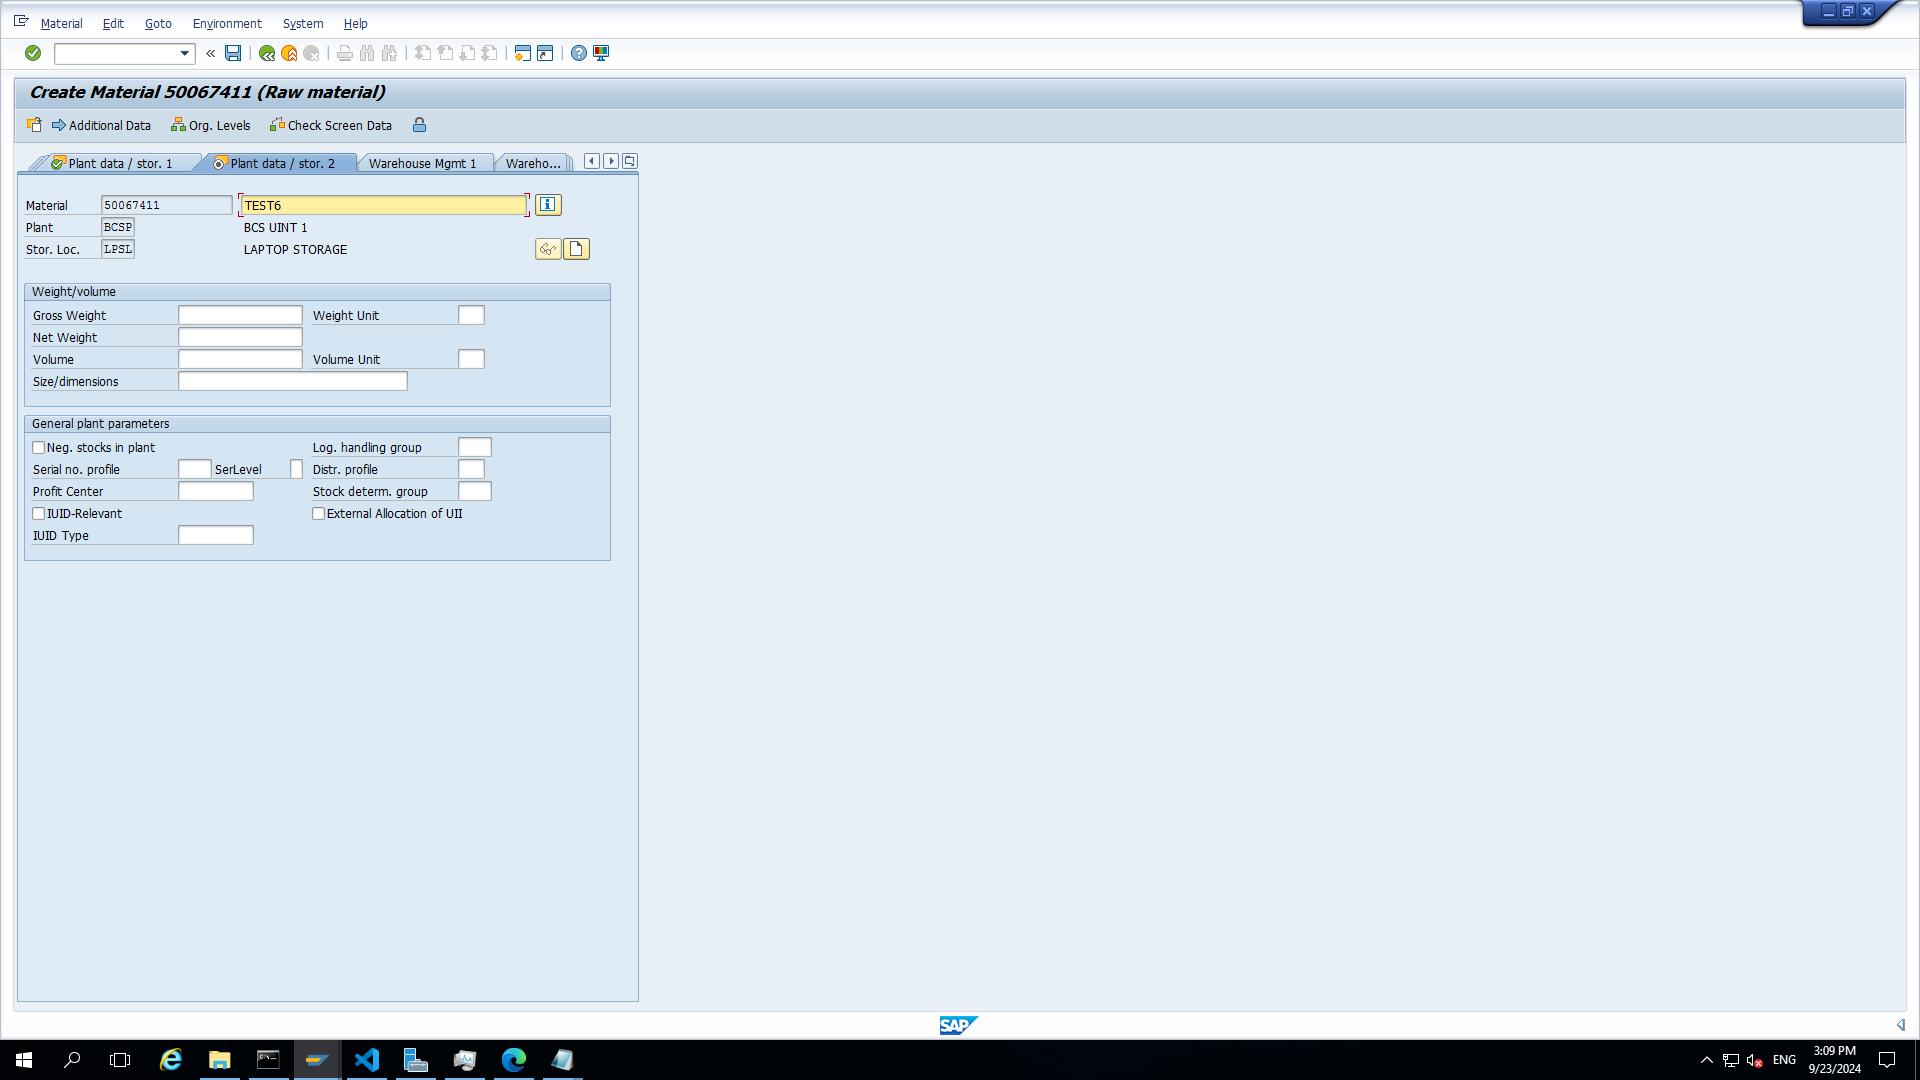 Material Edit Goto Environment System Help
Create Material 50067411 (Raw material)
Additional Data Org. Levels Check Screen Data
Plant data / stor. 1 Plant data / stor. 2 Warehouse Mgmt 1 Wareho...
Material 50067411 TEST6
Plant BCSP BCS UINT 1
Stor. Loc. LPSL LAPTOP STORAGE
Weight/volume
Gross Weight Weight Unit
Net Weight
Volume Volume Unit
Size/dimensions
General plant parameters
Neg. stocks in plant Log. handling group
Serial no. profile SerLevel Distr. profile
Profit Center Stock determ. group
IUID-Relevant External Allocation of UII
IUID Type
SAP
ENG 3:09 PM
9/23/2024